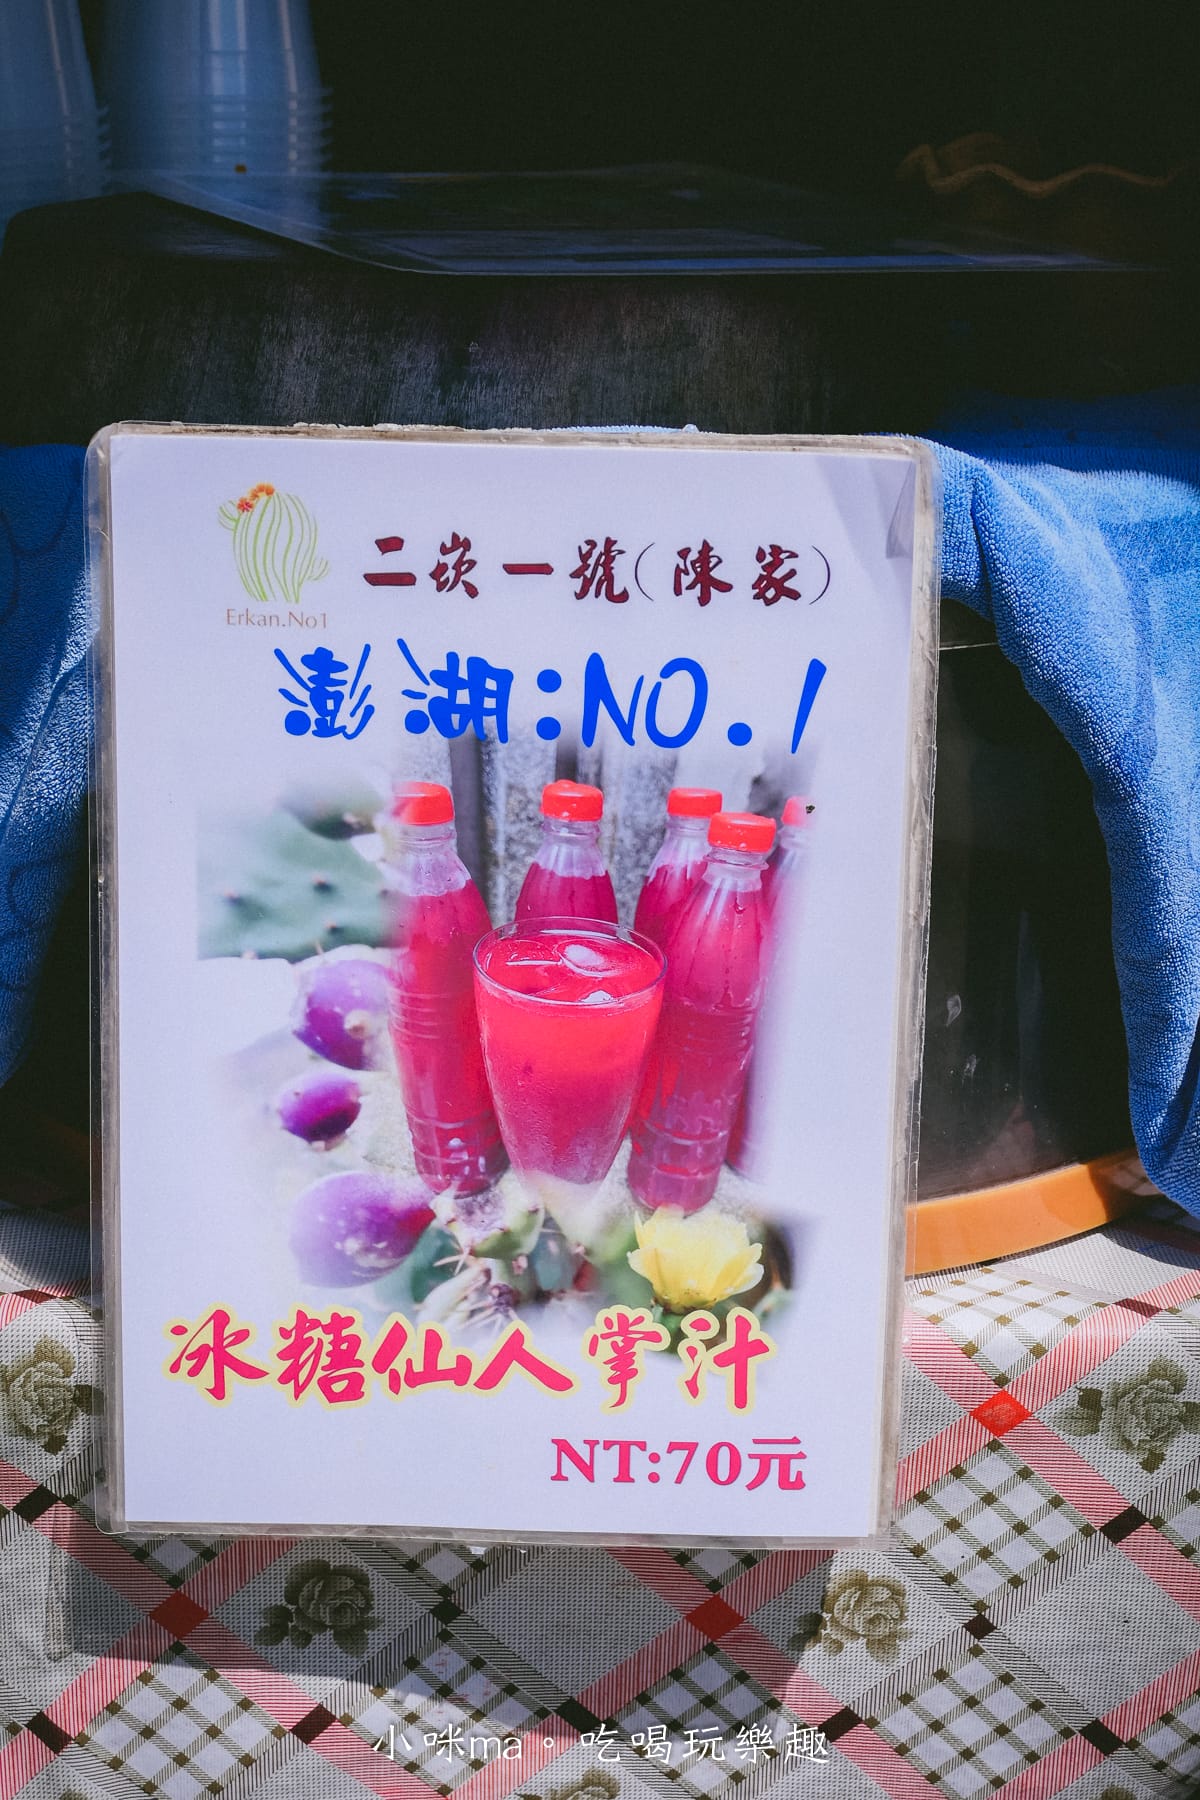 Erkan.No1
二崁一號(陳家)
澎湖:NO.1
冰糖仙人掌汁
NT:70元
小咪ma。吃喝玩樂趣